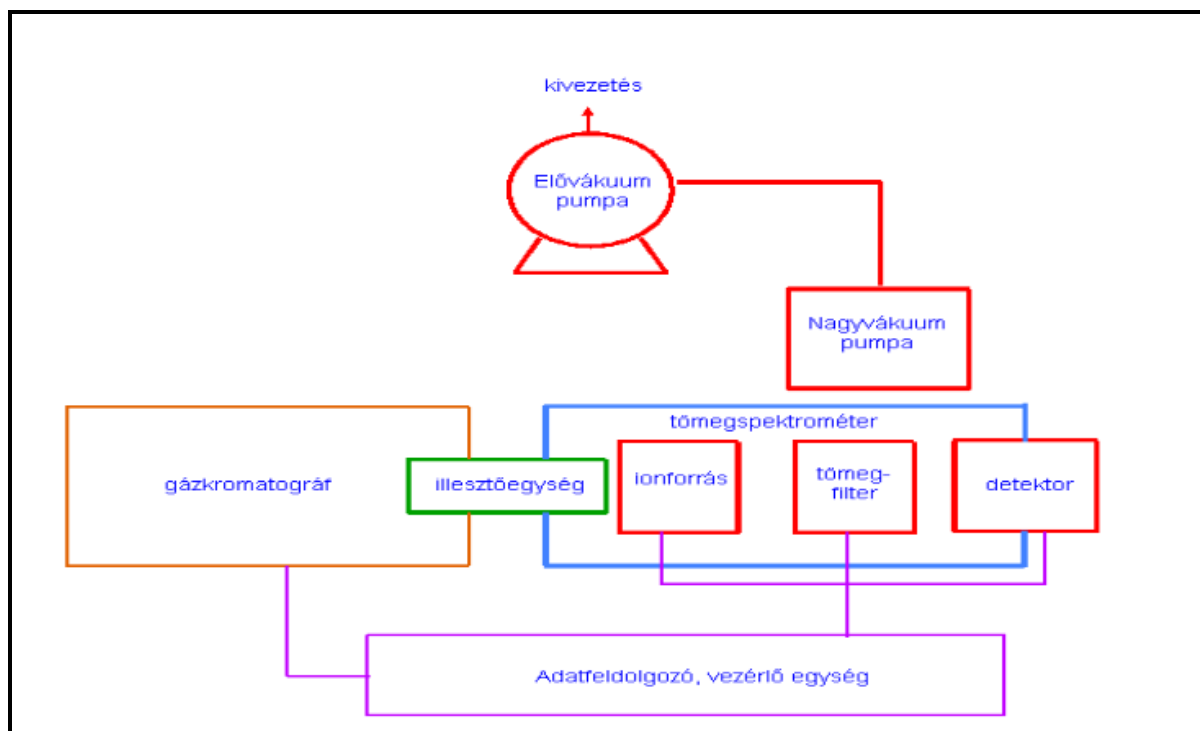 kivezetés
Elővákuum
pumpa
Nagyvákuum
pumpa
tömegspektrométer
gázkromatográf
illesztőegység
ionforrás
tömeg-
filter
detektor
Adatfeldolgozó, vezérlő egység